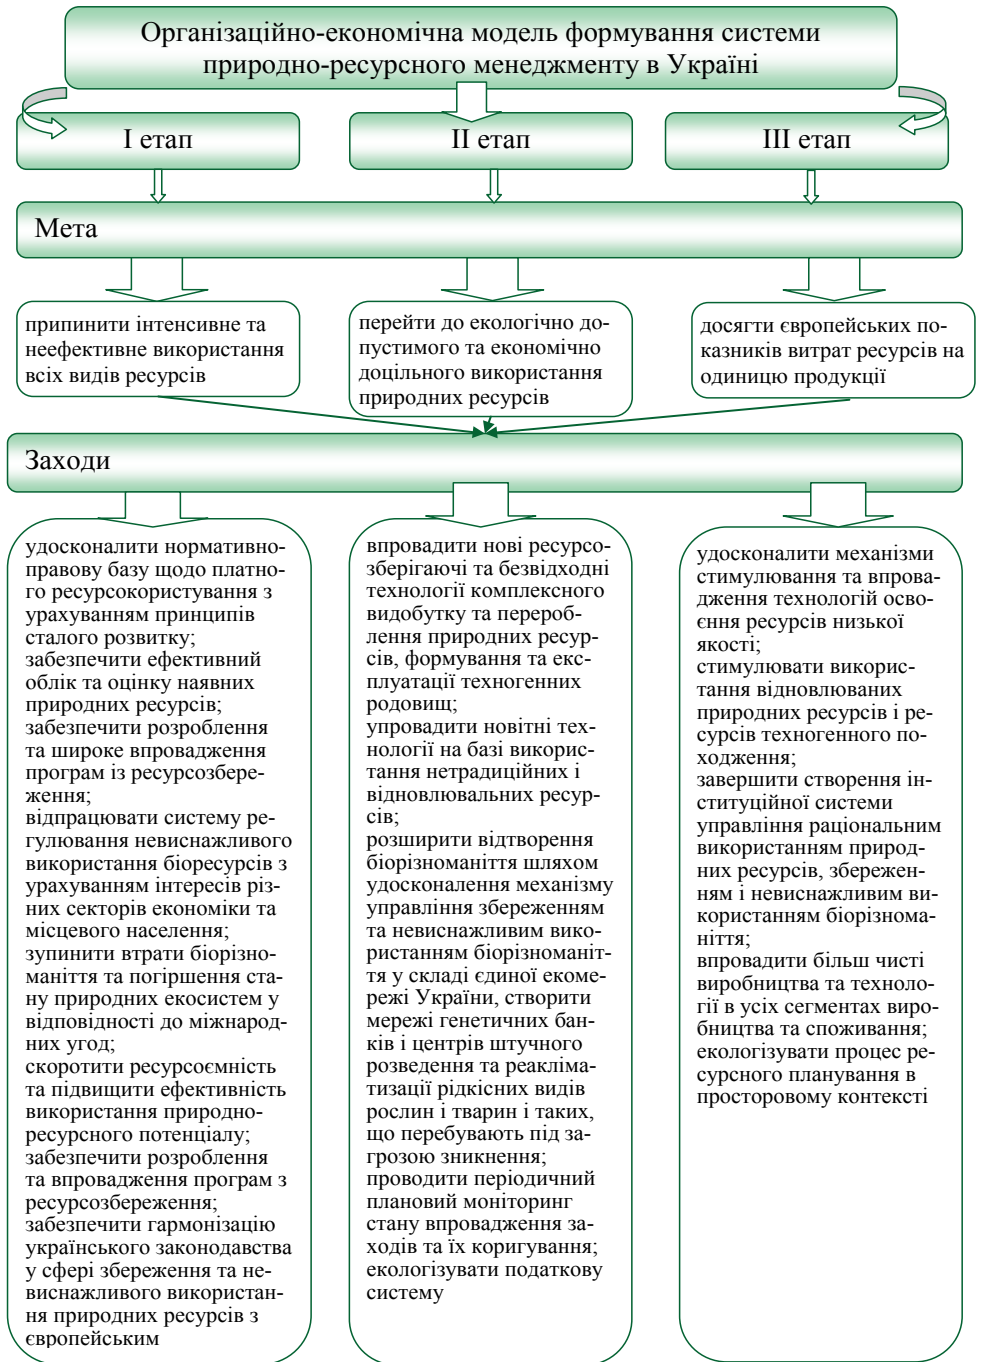 Організаційно-економічна модель формування системи
природно-ресурсного менеджменту в Україні
І етап
ІІ етап
ІІІ етап
Мета
припинити інтенсивне та
неефективне використання
всіх видів ресурсів
перейти до екологічно до-
пустимого та економічно
доцільного використання
природних ресурсів
досягти європейських по-
казників витрат ресурсів на
одиницю продукції
Заходи
удосконалити нормативно-
правову базу щодо платно-
го ресурсокористування з
урахуванням принципів
сталого розвитку;
забезпечити ефективний
облік та оцінку наявних
природних ресурсів;
забезпечити розроблення
та широке впровадження
програм із ресурсозбере-
ження;
відпрацювати систему ре-
гулювання невиснажливого
використання біоресурсів з
урахуванням інтересів різ-
них секторів економіки та
місцевого населення;
зупинити втрати біорізно-
маніття та погіршення ста-
ну природних екосистем у
відповідності до міжнарод-
них угод;
скоротити ресурсоємність
та підвищити ефективність
використання природно-
ресурсного потенціалу;
забезпечити розроблення
та впровадження програм з
ресурсозбереження;
забезпечити гармонізацію
українського законодавства
у сфері збереження та не-
виснажливого використан-
ня природних ресурсів з
європейським
впровадити нові ресурсо-
зберігаючі та безвідходні
технології комплексного
видобутку та перероб-
лення природних ресур-
сів, формування та екс-
плуатації техногенних
родовищ;
упровадити новітні тех-
нології на базі викорис-
тання нетрадиційних і
відновлювальних ресур-
сів;
розширити відтворення
біорізноманіття шляхом
удосконалення механізму
управління збереженням
та невиснажливим вико-
ристанням біорізноманіт-
тя у складі єдиної екоме-
режі України, створити
мережі генетичних бан-
ків і центрів штучного
розведення та реакліма-
тизації рідкісних видів
рослин і тварин і таких,
що перебувають під за-
грозою зникнення;
проводити періодичний
плановий моніторинг
стану впровадження за-
ходів та їх коригування;
екологізувати податкову
систему
удосконалити механізми
стимулювання та впрова-
дження технологій осво-
єння ресурсів низької
якості;
стимулювати викорис-
тання відновлюваних
природних ресурсів і ре-
сурсів техногенного по-
ходження;
завершити створення ін-
ституційної системи
управління раціональним
використанням природ-
них ресурсів, збережен-
ням і невиснажливим ви-
користанням біорізнома-
ніття;
впровадити більш чисті
виробництва та техноло-
гії в усіх сегментах виро-
бництва та споживання;
екологізувати процес ре-
сурсного планування в
просторовому контексті